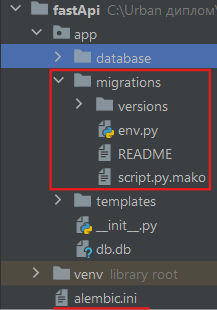 fastApi C:\Urban диплом\
app
database
migrations
versions
env.py
README
script.py.mako
templates
__init__.py
db.db
venv library root
alembic.ini